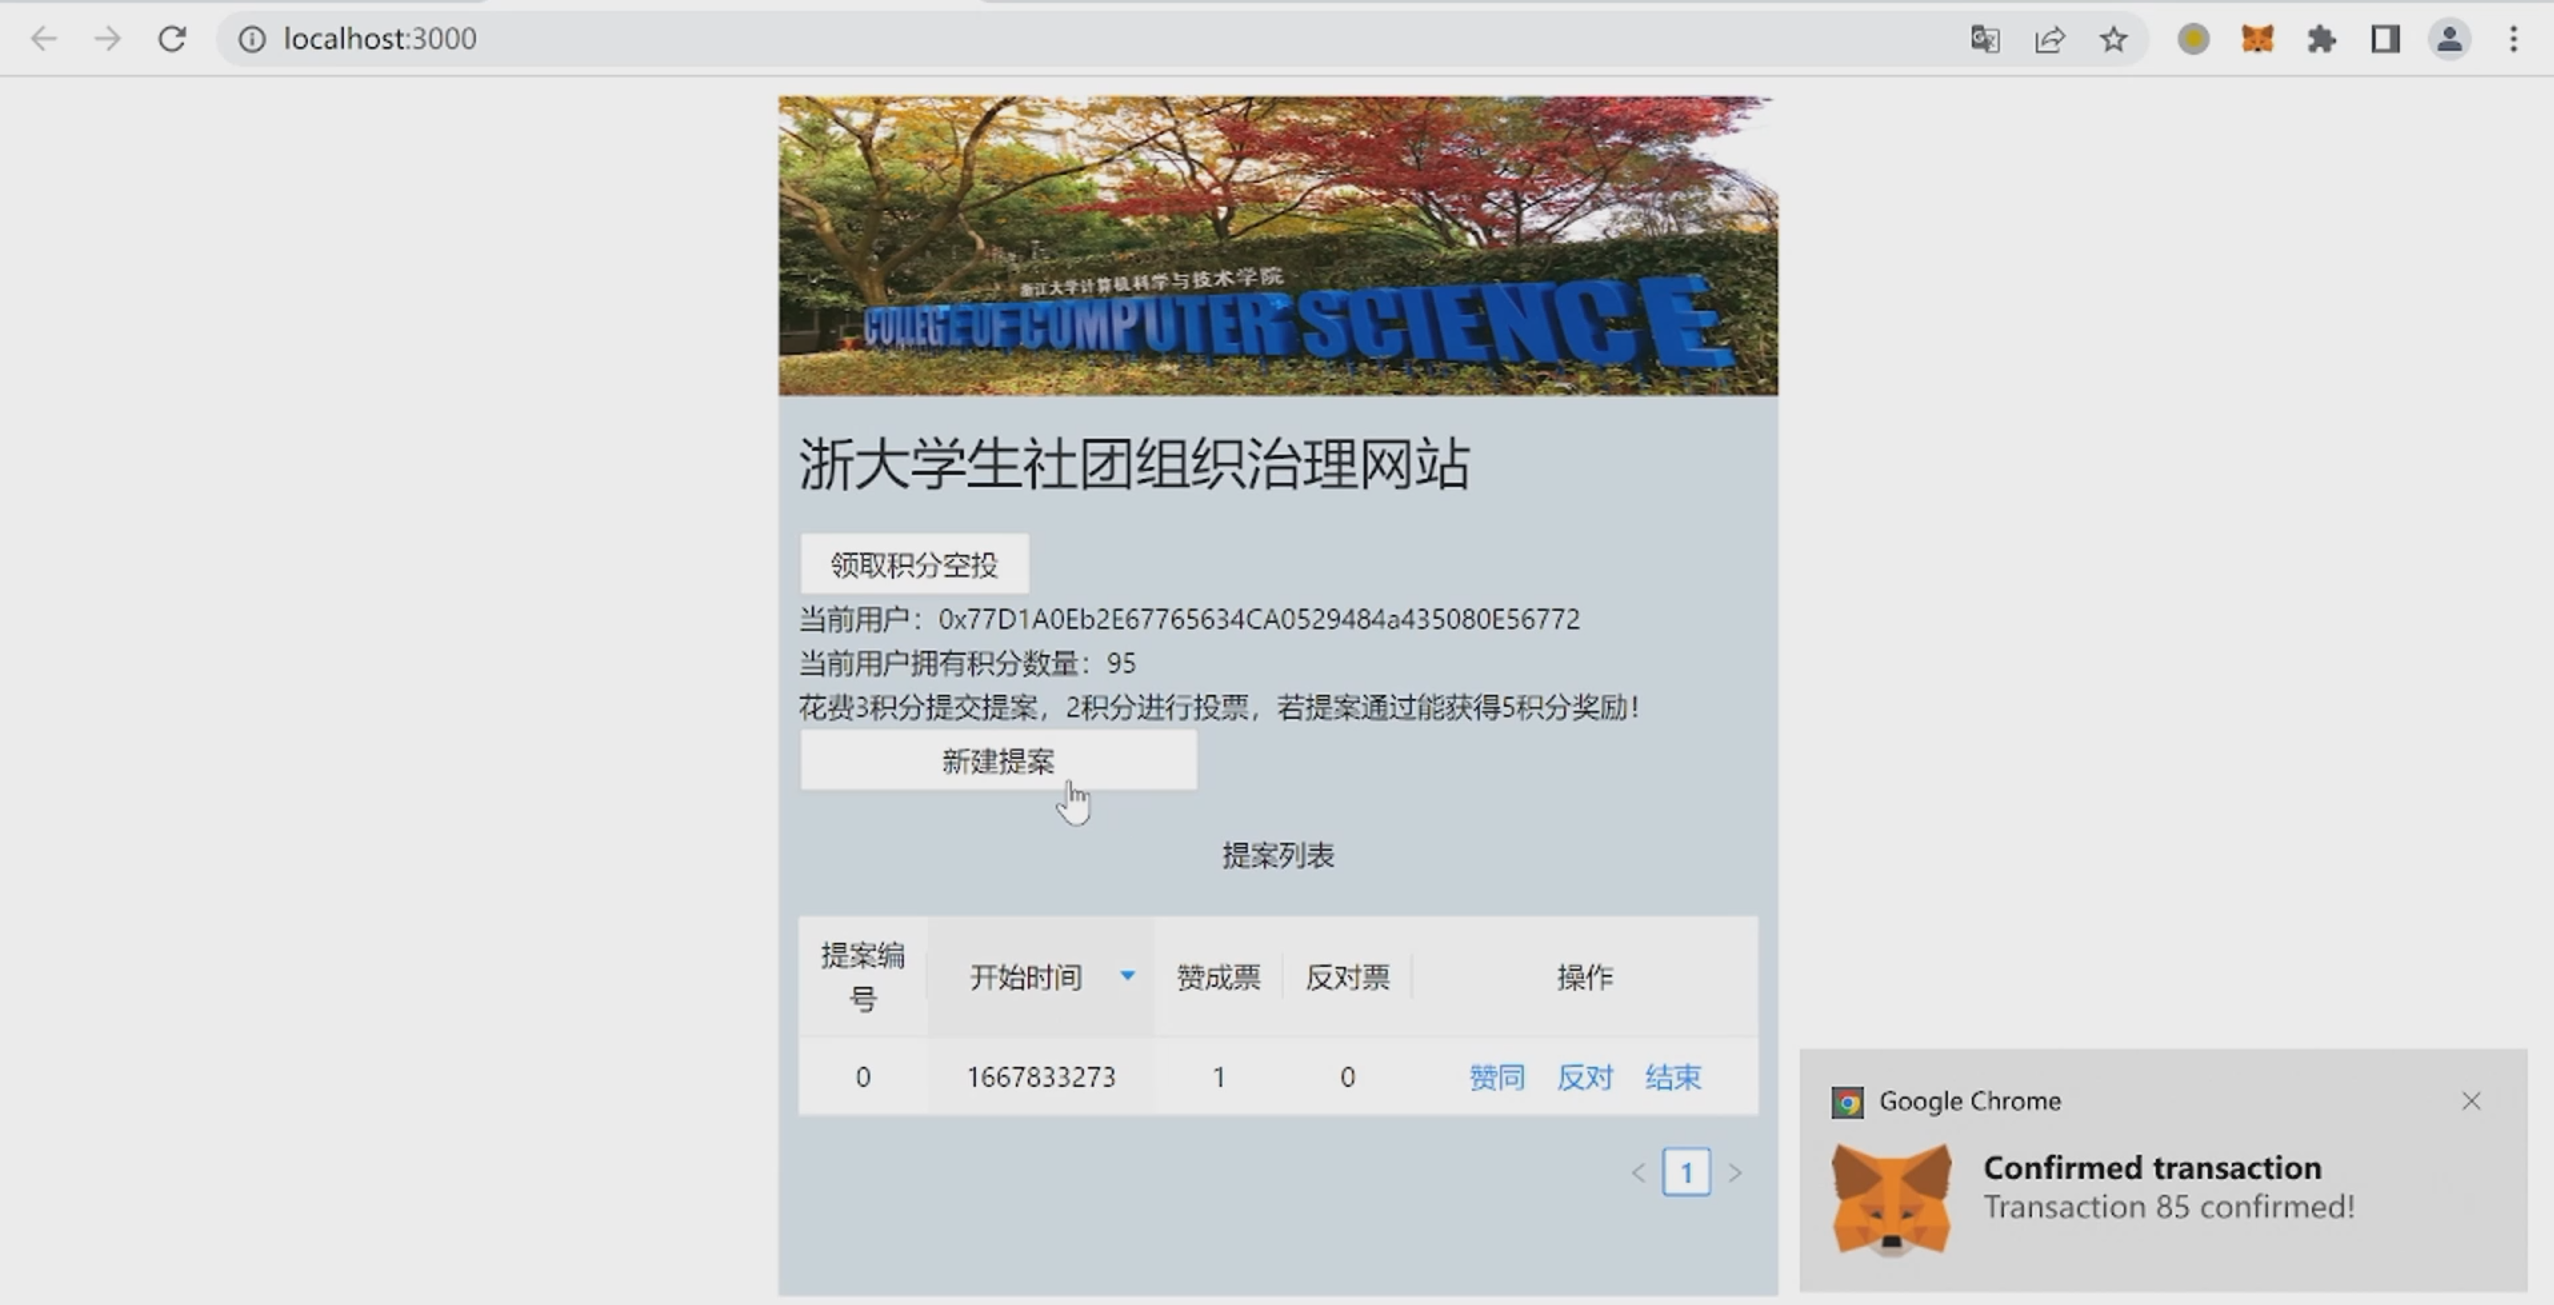 localhost:3000
浙江大学计算机科学与技术学院
COLLEGE OF COMPUTER SCIENCE
浙大学生社团组织治理网站
领取积分空投
当前用户：0x77D1A0Eb2E67765634CA0529484a435080E56772
当前用户拥有积分数量：95
花费3积分提交提案，2积分进行投票，若提案通过能获得5积分奖励！
新建提案
提案列表
提案编号 开始时间 赞成票 反对票 操作
0 1667833273 1 0 赞同 反对 结束
< 1 >
Google Chrome
Confirmed transaction
Transaction 85 confirmed!